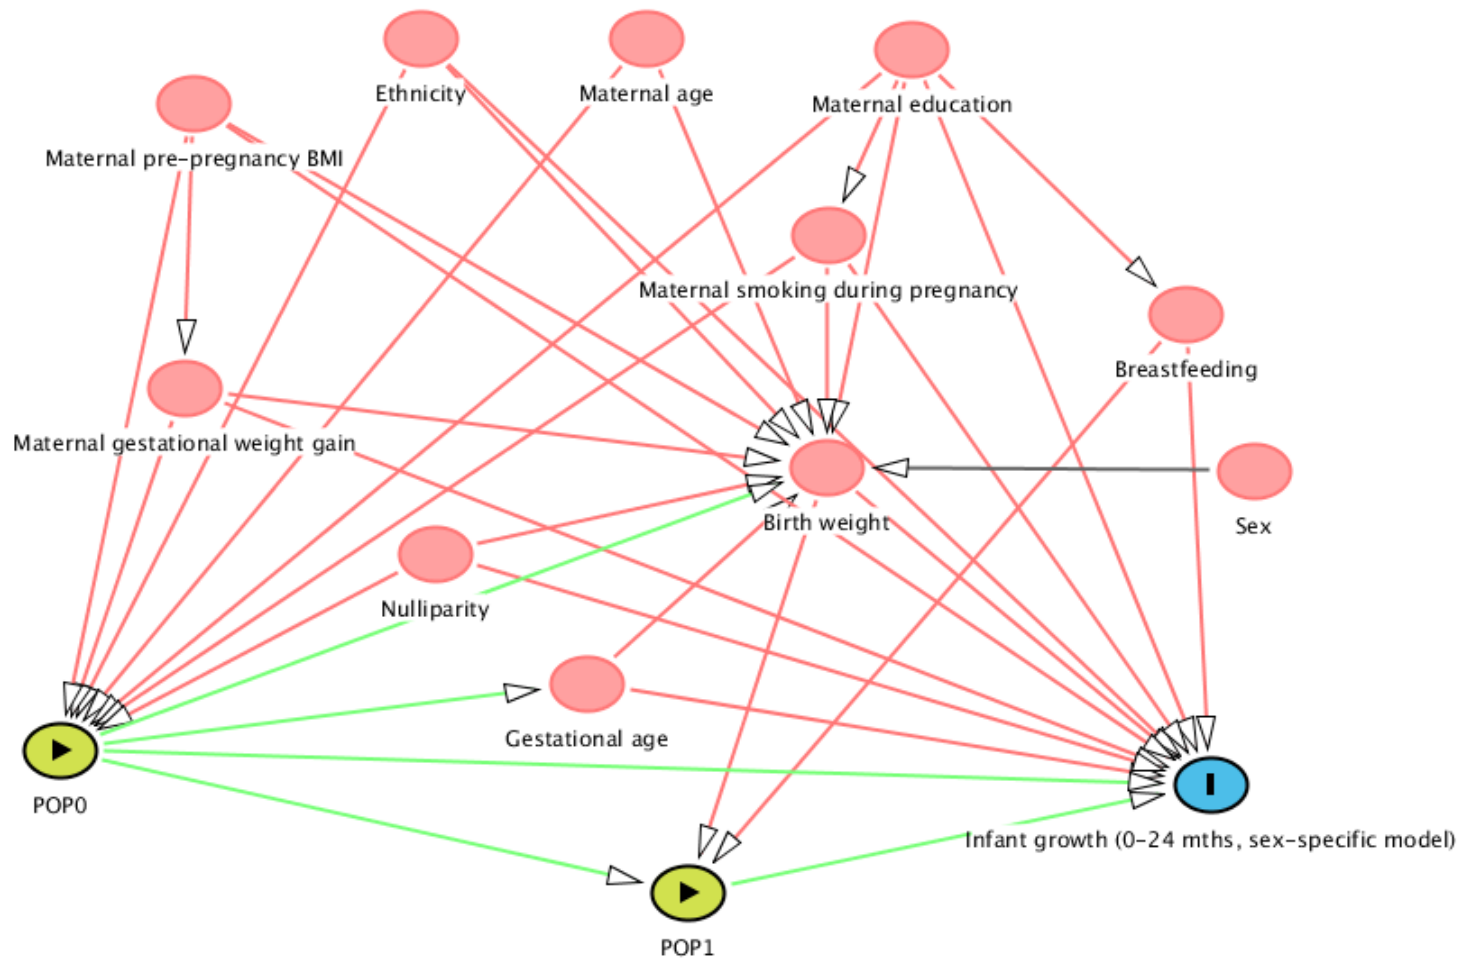 Ethnicity
Maternal age
Maternal education
Maternal pre-pregnancy BMI
Maternal smoking during pregnancy
Breastfeeding
Maternal gestational weight gain
Birth weight
Sex
Nulliparity
Gestational age
POP0
Infant growth (0-24 mths, sex-specific model)
POP1